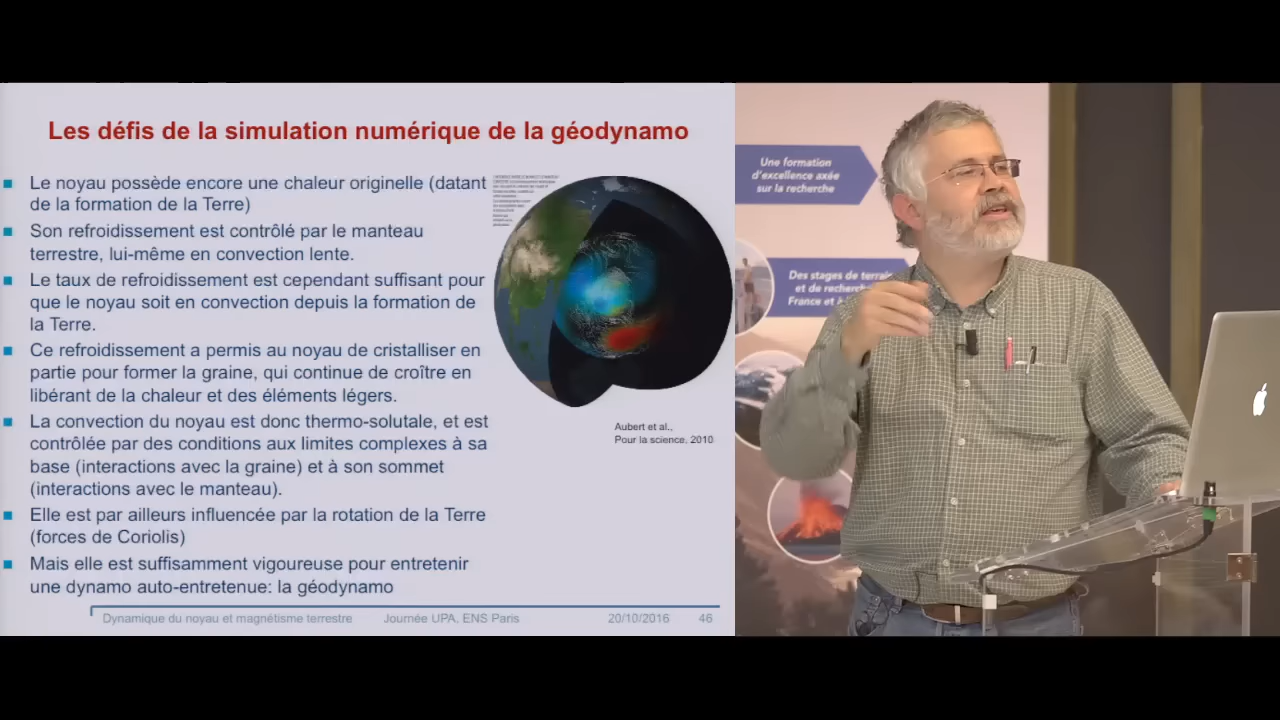 Les défis de la simulation numérique de la géodynamo
Le noyau possède encore une chaleur originelle (datant
de la formation de la Terre)
Son refroidissement est contrôlé par le manteau
terrestre, lui-même en convection lente.
Le taux de refroidissement est cependant suffisant pour
que le noyau soit en convection depuis la formation de
la Terre.
Ce refroidissement a permis au noyau de cristalliser en
partie pour former la graine, qui continue de croître en
libérant de la chaleur et des éléments légers.
La convection du noyau est donc thermo-solutale, et est
contrôlée par des conditions aux limites complexes à sa
base (interactions avec la graine) et à son sommet
(interactions avec le manteau).
Elle est par ailleurs influencée par la rotation de la Terre
(forces de Coriolis)
Mais elle est suffisamment vigoureuse pour entretenir
une dynamo auto-entretenue: la géodynamo
Aubert et al.,
Pour la science, 2010
Dynamique du noyau et magnétisme terrestre Journée UPA, ENS Paris 20/10/2016 46
Une formation
d'excellence axée
sur la recherche
Des stages de terrain
et de recherche
France et